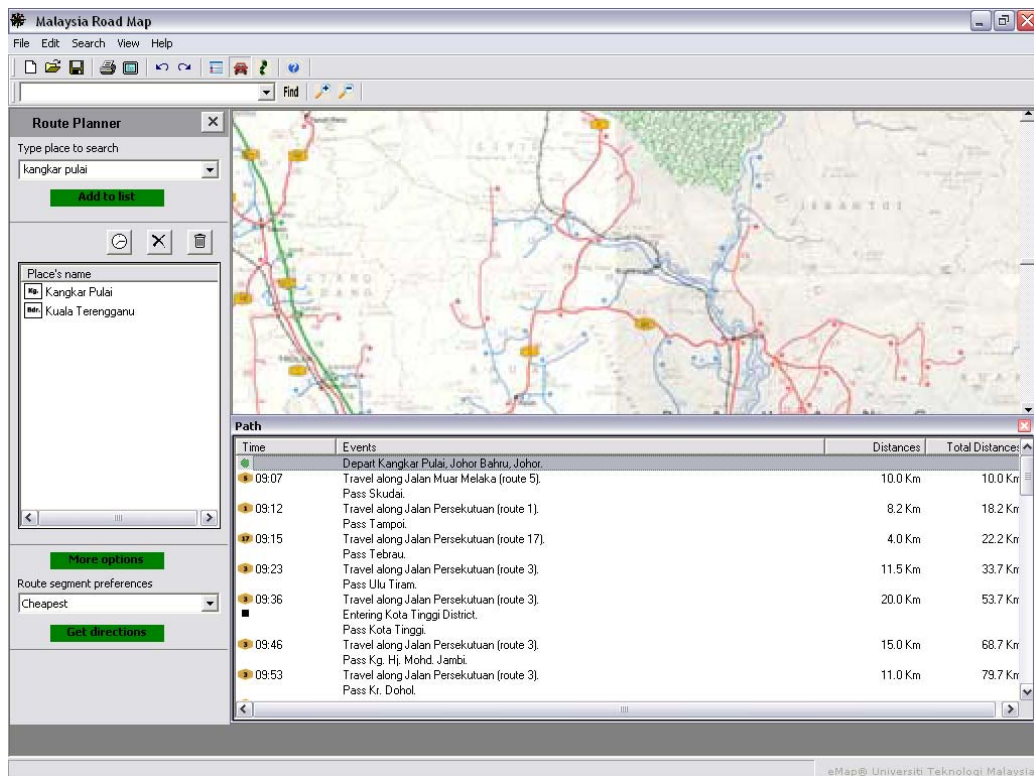 Malaysia Road Map
File Edit Search View Help
Find
Route Planner
Type place to search
kangkar pulai
Add to list
Place's name
Kg. Kangkar Pulai
Bdr. Kuala Terengganu
More options
Route segment preferences
Cheapest
Get directions
Path
Time Events Distances Total Distances
Depart Kangkar Pulai, Johor Bahru, Johor.
5 09:07 Travel along Jalan Muar Melaka (route 5). 10.0 Km 10.0 Km
Pass Skudai.
1 09:12 Travel along Jalan Persekutuan (route 1). 8.2 Km 18.2 Km
Pass Tampoi.
17 09:15 Travel along Jalan Persekutuan (route 17). 4.0 Km 22.2 Km
Pass Tebrau.
3 09:23 Travel along Jalan Persekutuan (route 3). 11.5 Km 33.7 Km
Pass Ulu Tiram.
3 09:36 Travel along Jalan Persekutuan (route 3). 20.0 Km 53.7 Km
Entering Kota Tinggi District.
Pass Kota Tinggi.
3 09:46 Travel along Jalan Persekutuan (route 3). 15.0 Km 68.7 Km
Pass Kg. Hj. Mohd. Jambi.
3 09:53 Travel along Jalan Persekutuan (route 3). 11.0 Km 79.7 Km
Pass Kr. Dohol.
eMap® Universiti Teknologi Malaysia